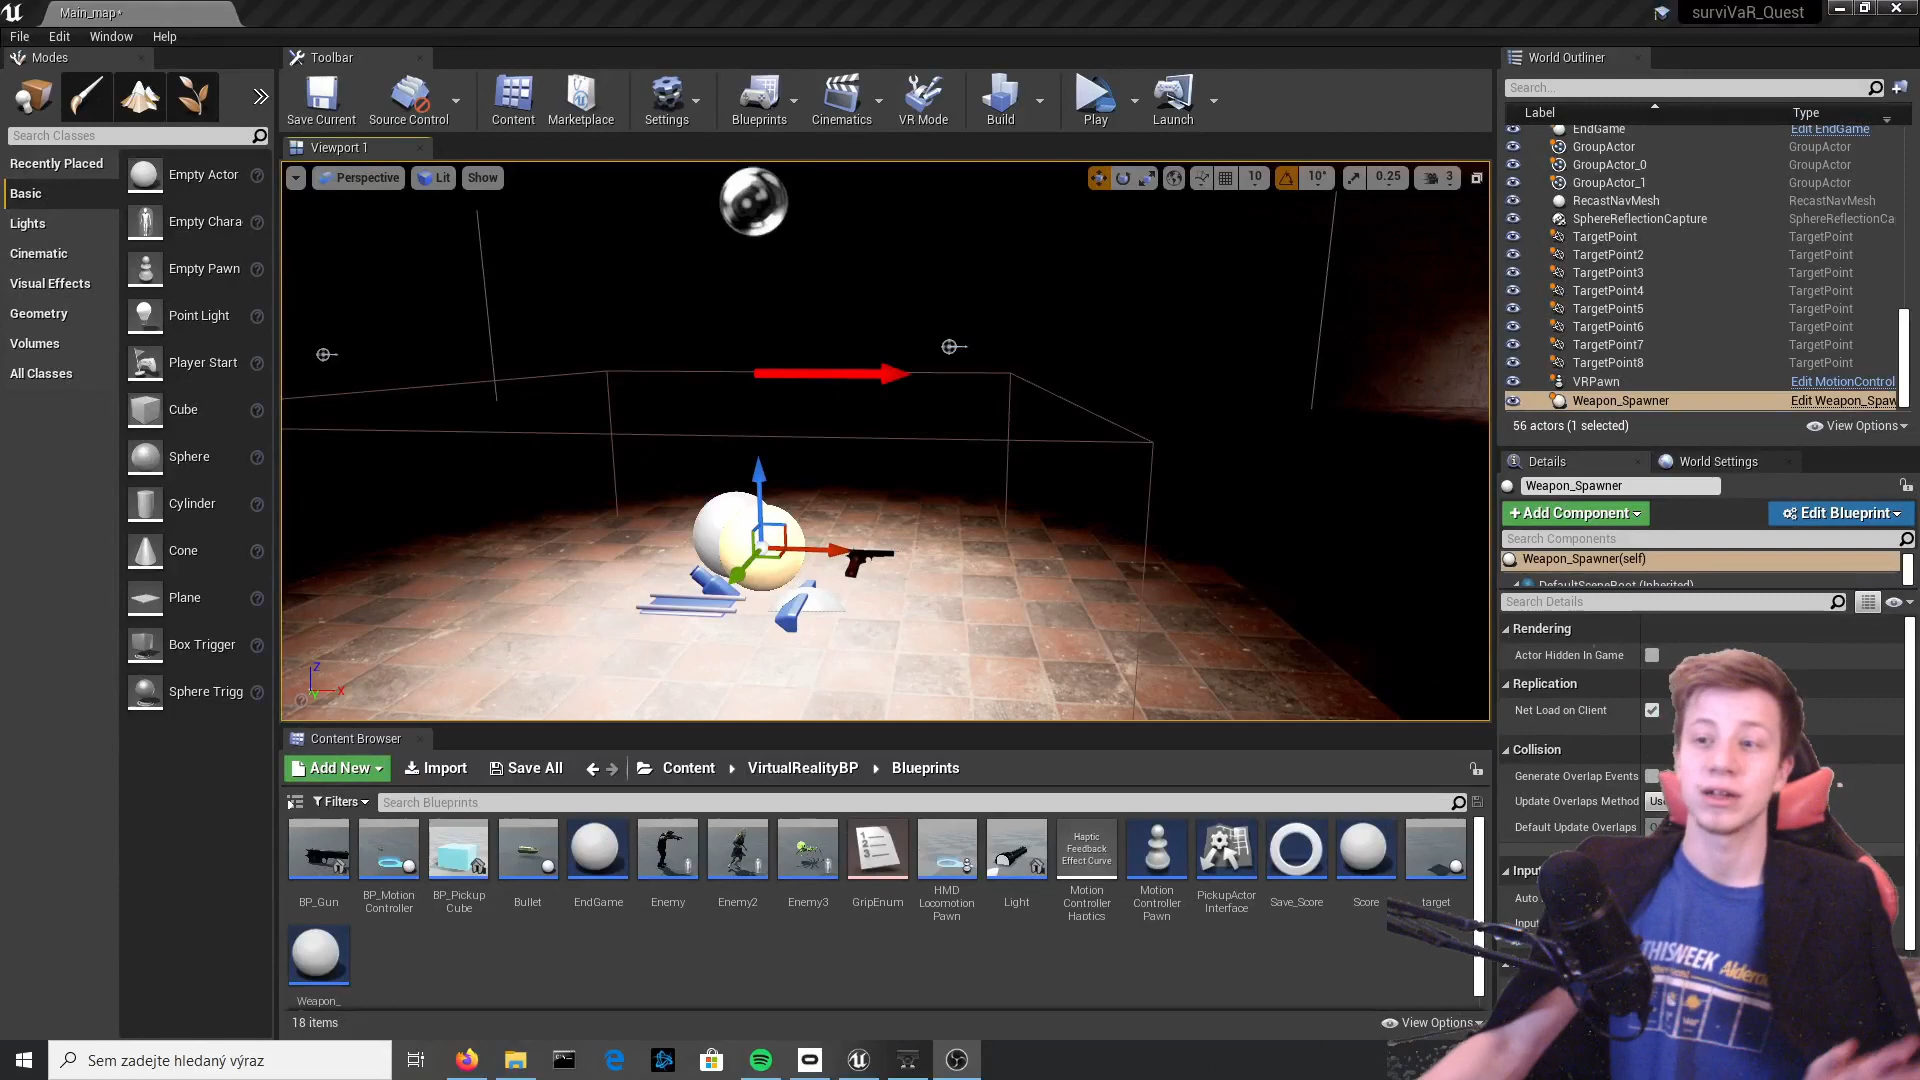 Main_map*
surviVaR_Quest
File Edit Window Help
Modes
Search Classes
Recently Placed
Basic
Lights
Cinematic
Visual Effects
Geometry
Volumes
All Classes
Empty Actor
Empty Chara
Empty Pawn
Point Light
Player Start
Cube
Sphere
Cylinder
Cone
Plane
Box Trigger
Sphere Trigg
Toolbar
Save Current
Source Control
Content
Marketplace
Settings
Blueprints
Cinematics
VR Mode
Build
Play
Launch
Viewport 1
Perspective Lit Show
10 10° 0.25 3
Z
X
Y
Content Browser
Add New Import Save All Content VirtualRealityBP Blueprints
Filters Search Blueprints
BP_Gun
BP_Motion Controller
BP_Pickup Cube
Bullet
EndGame
Enemy
Enemy2
Enemy3
GripEnum
HMD Locomotion Pawn
Light
Haptic Feedback Effect Curve
Motion Controller Haptics
Motion Controller Pawn
PickupActor Interface
Save_Score
Score
target
Weapon_
18 items
View Options
World Outliner
Search...
Label Type
EndGame Edit EndGame
GroupActor GroupActor
GroupActor_0 GroupActor
GroupActor_1 GroupActor
RecastNavMesh RecastNavMesh
SphereReflectionCapture SphereReflectionCa
TargetPoint TargetPoint
TargetPoint2 TargetPoint
TargetPoint3 TargetPoint
TargetPoint4 TargetPoint
TargetPoint5 TargetPoint
TargetPoint6 TargetPoint
TargetPoint7 TargetPoint
TargetPoint8 TargetPoint
VRPawn Edit MotionControl
Weapon_Spawner Edit Weapon_Spaw
56 actors (1 selected) View Options
Details World Settings
Weapon_Spawner
+Add Component Edit Blueprint
Search Components
Weapon_Spawner(self)
DefaultSceneRoot (Inherited)
Search Details
Rendering
Actor Hidden In Game
Replication
Net Load on Client
Collision
Generate Overlap Events
Update Overlaps Method
Default Update Overlaps
Inpu
Auto
Input
THISWEEK
Sem zadejte hledaný výraz